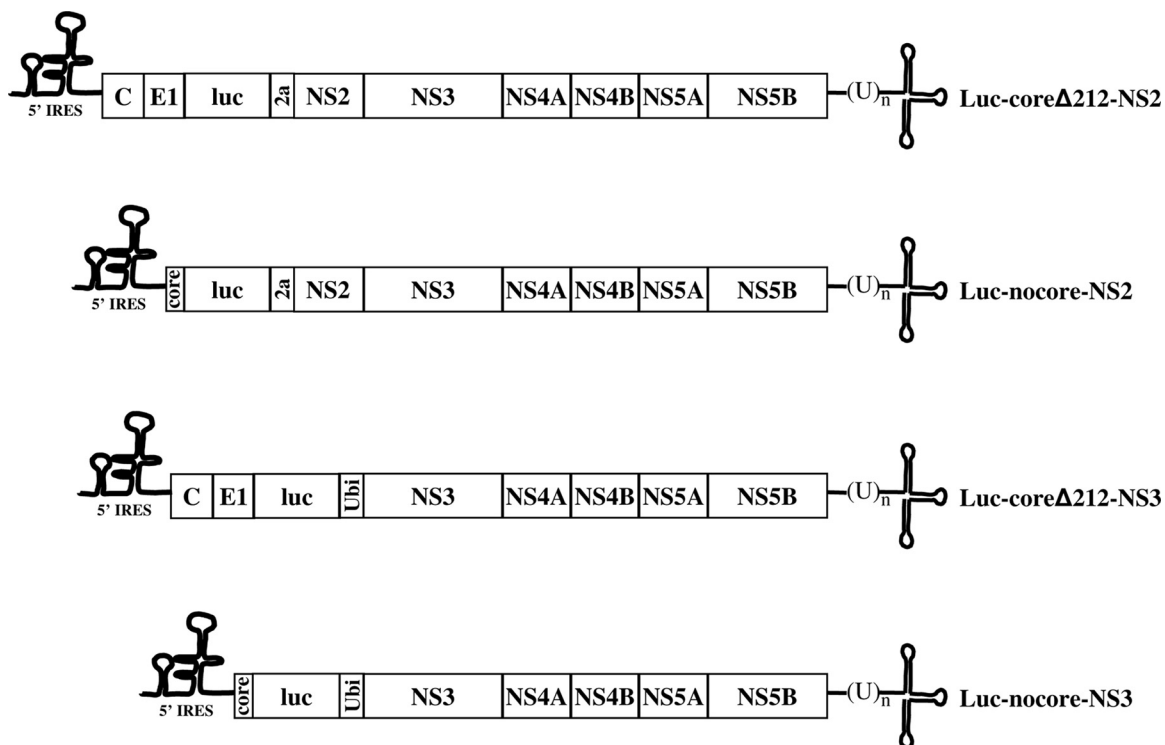 C E1 luc 2a NS2 NS3 NS4A NS4B NS5A NS5B (U)n Luc-coreΔ212-NS2
5' IRES
core luc 2a NS2 NS3 NS4A NS4B NS5A NS5B (U)n Luc-nocore-NS2
5' IRES
C E1 luc Ubi NS3 NS4A NS4B NS5A NS5B (U)n Luc-coreΔ212-NS3
5' IRES
core luc Ubi NS3 NS4A NS4B NS5A NS5B (U)n Luc-nocore-NS3
5' IRES